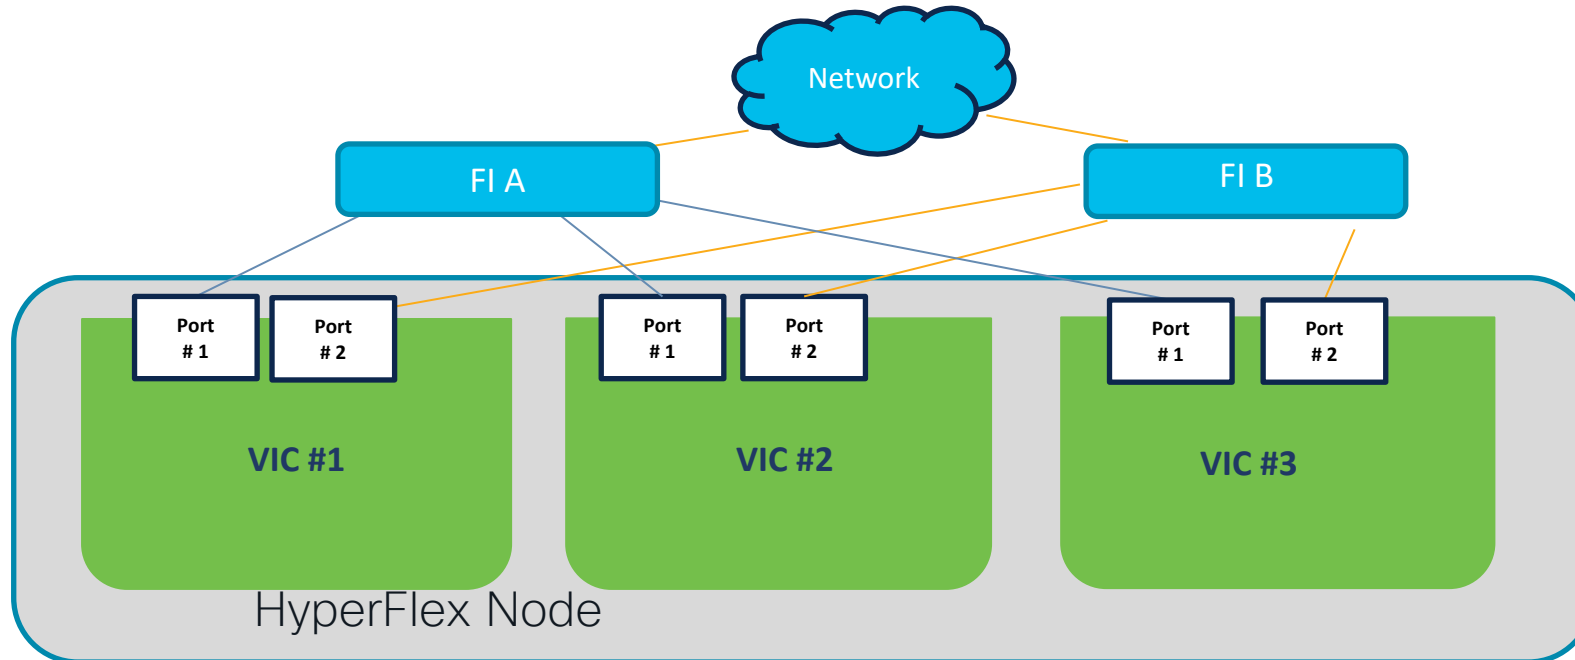 Network
FI A
FI B
Port
# 1
Port
# 2
Port
# 1
Port
# 2
Port
# 1
Port
# 2
VIC #1
VIC #2
VIC #3
HyperFlex Node